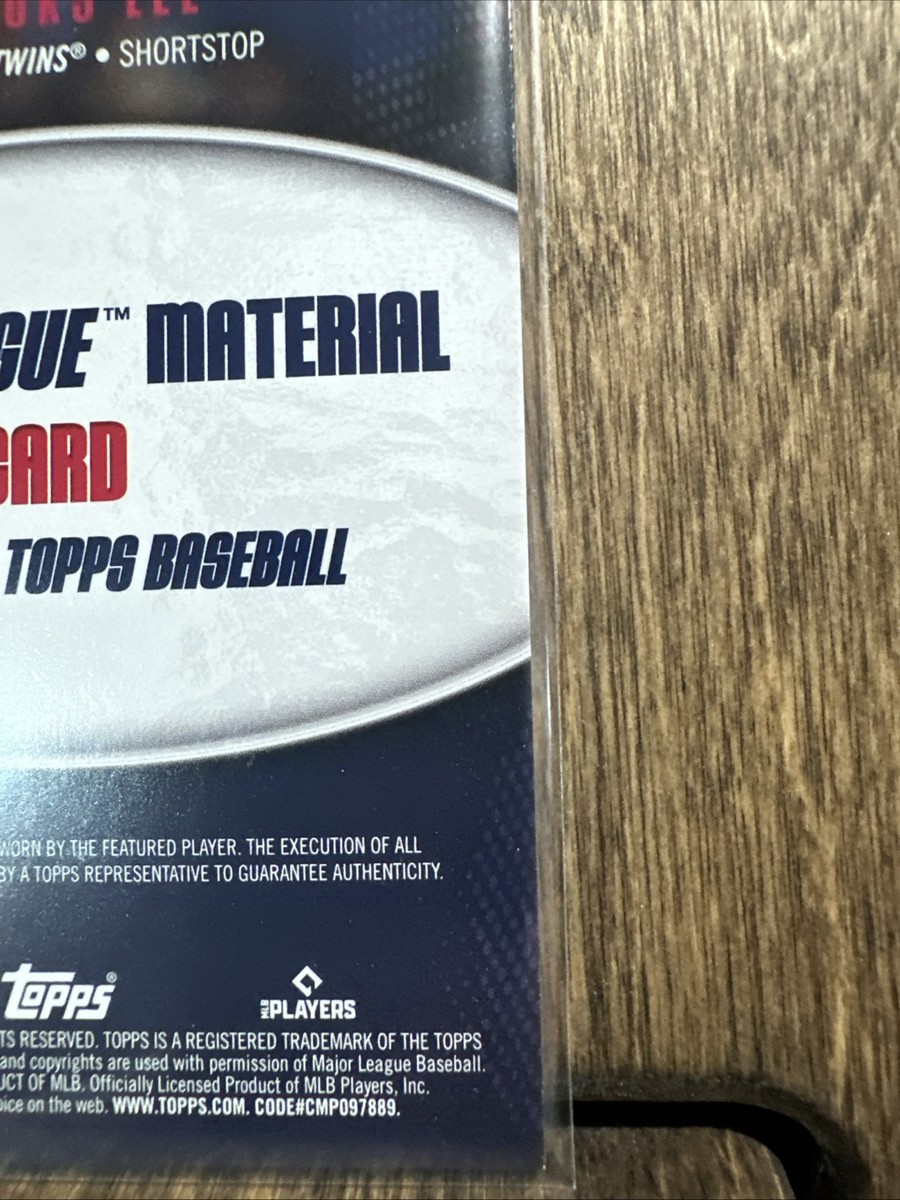 LEE
TWINS® • SHORTSTOP
GUE™ MATERIAL
CARD
TOPPS BASEBALL
WORN BY THE FEATURED PLAYER. THE EXECUTION OF ALL
BY A TOPPS REPRESENTATIVE TO GUARANTEE AUTHENTICITY.
topps®
MLB PLAYERS
TS RESERVED. TOPPS IS A REGISTERED TRADEMARK OF THE TOPPS
and copyrights are used with permission of Major League Baseball.
UCT OF MLB. Officially Licensed Product of MLB Players, Inc.
oice on the web. WWW.TOPPS.COM. CODE#CMP097889.